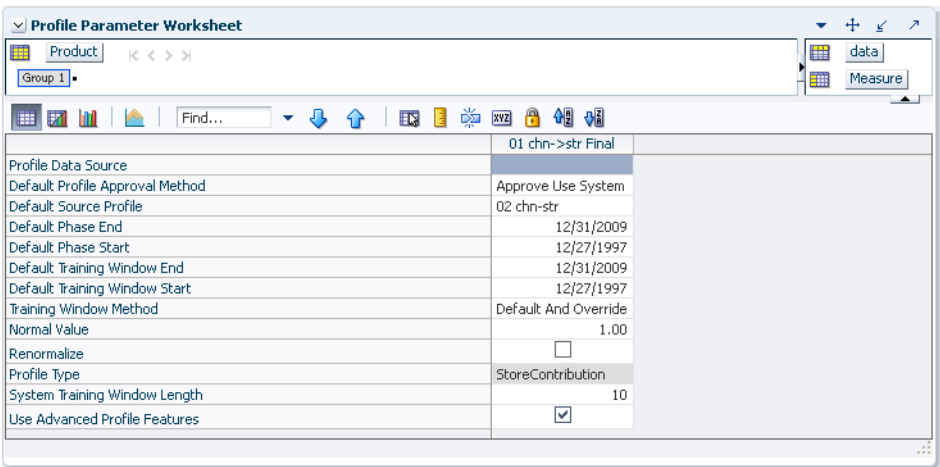 Profile Parameter Worksheet
Product
data
Group 1
Measure
Find...
XYZ
01 chn->str Final
Profile Data Source
Default Profile Approval Method Approve Use System
Default Source Profile 02 chn-str
Default Phase End 12/31/2009
Default Phase Start 12/27/1997
Default Training Window End 12/31/2009
Default Training Window Start 12/27/1997
Training Window Method Default And Override
Normal Value 1.00
Renormalize
Profile Type StoreContribution
System Training Window Length 10
Use Advanced Profile Features